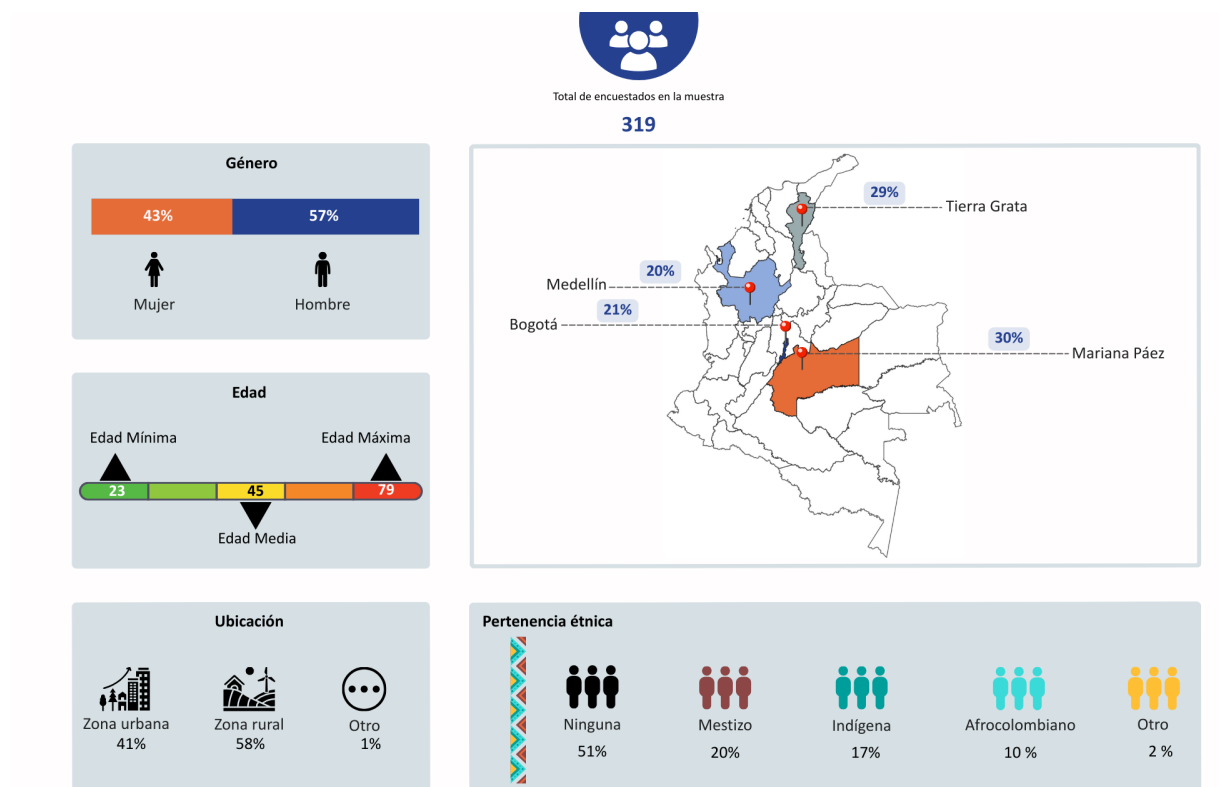 Total de encuestados en la muestra
319
Género
43%
57%
Mujer
Hombre
29%
Tierra Grata
20%
Medellín
21%
Bogotá
30%
Mariana Páez
Edad
Edad Mínima
Edad Máxima
23
45
79
Edad Media
Ubicación
Zona urbana
41%
Zona rural
58%
Otro
1%
Pertenencia étnica
Ninguna
51%
Mestizo
20%
Indígena
17%
Afrocolombiano
10 %
Otro
2 %